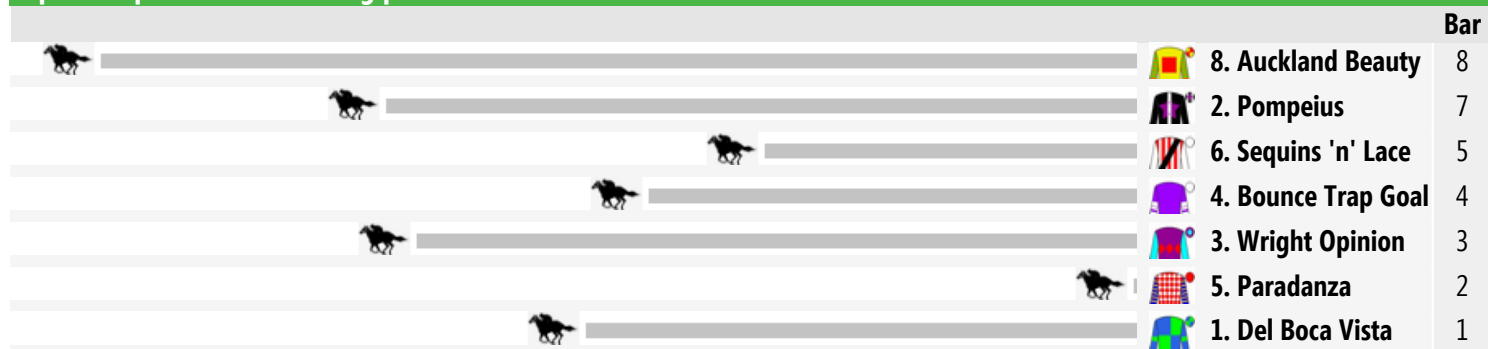 Bar
8. Auckland Beauty 8
2. Pompeius 7
6. Sequins 'n' Lace 5
4. Bounce Trap Goal 4
3. Wright Opinion 3
5. Paradanza 2
1. Del Boca Vista 1